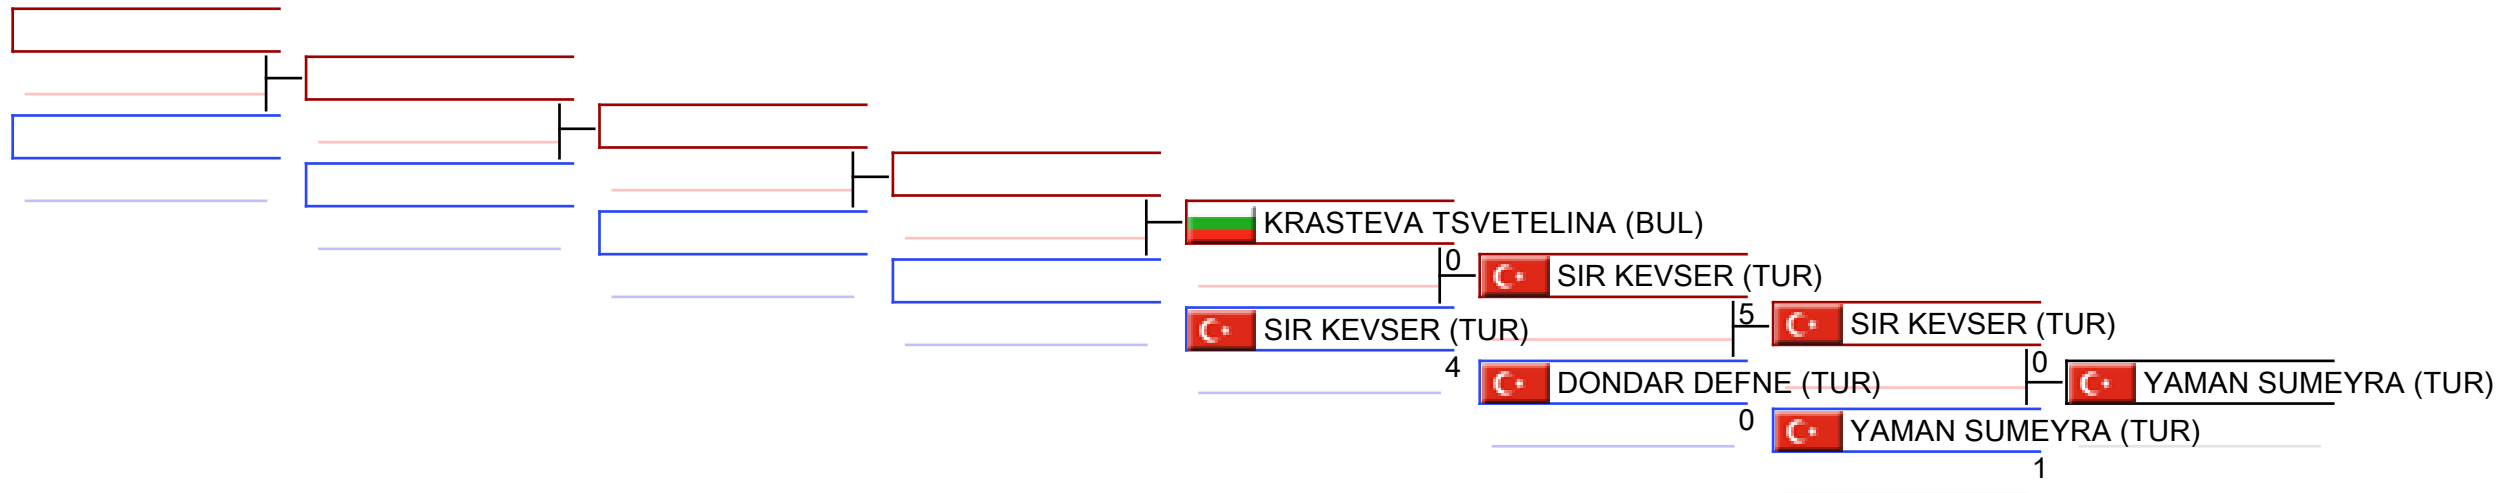 KRASTEVA TSVETELINA (BUL)
0
SIR KEVSER (TUR)
SIR KEVSER (TUR)
4
5
SIR KEVSER (TUR)
DONDAR DEFNE (TUR)
0
0
YAMAN SUMEYRA (TUR)
YAMAN SUMEYRA (TUR)
1